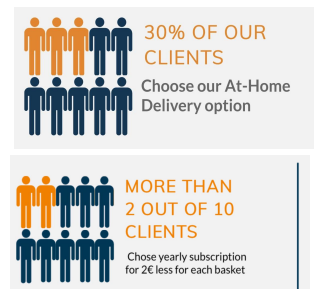 30% OF OUR
CLIENTS
Choose our At-Home
Delivery option
MORE THAN
2 OUT OF 10
CLIENTS
Chose yearly subscription
for 2€ less for each basket